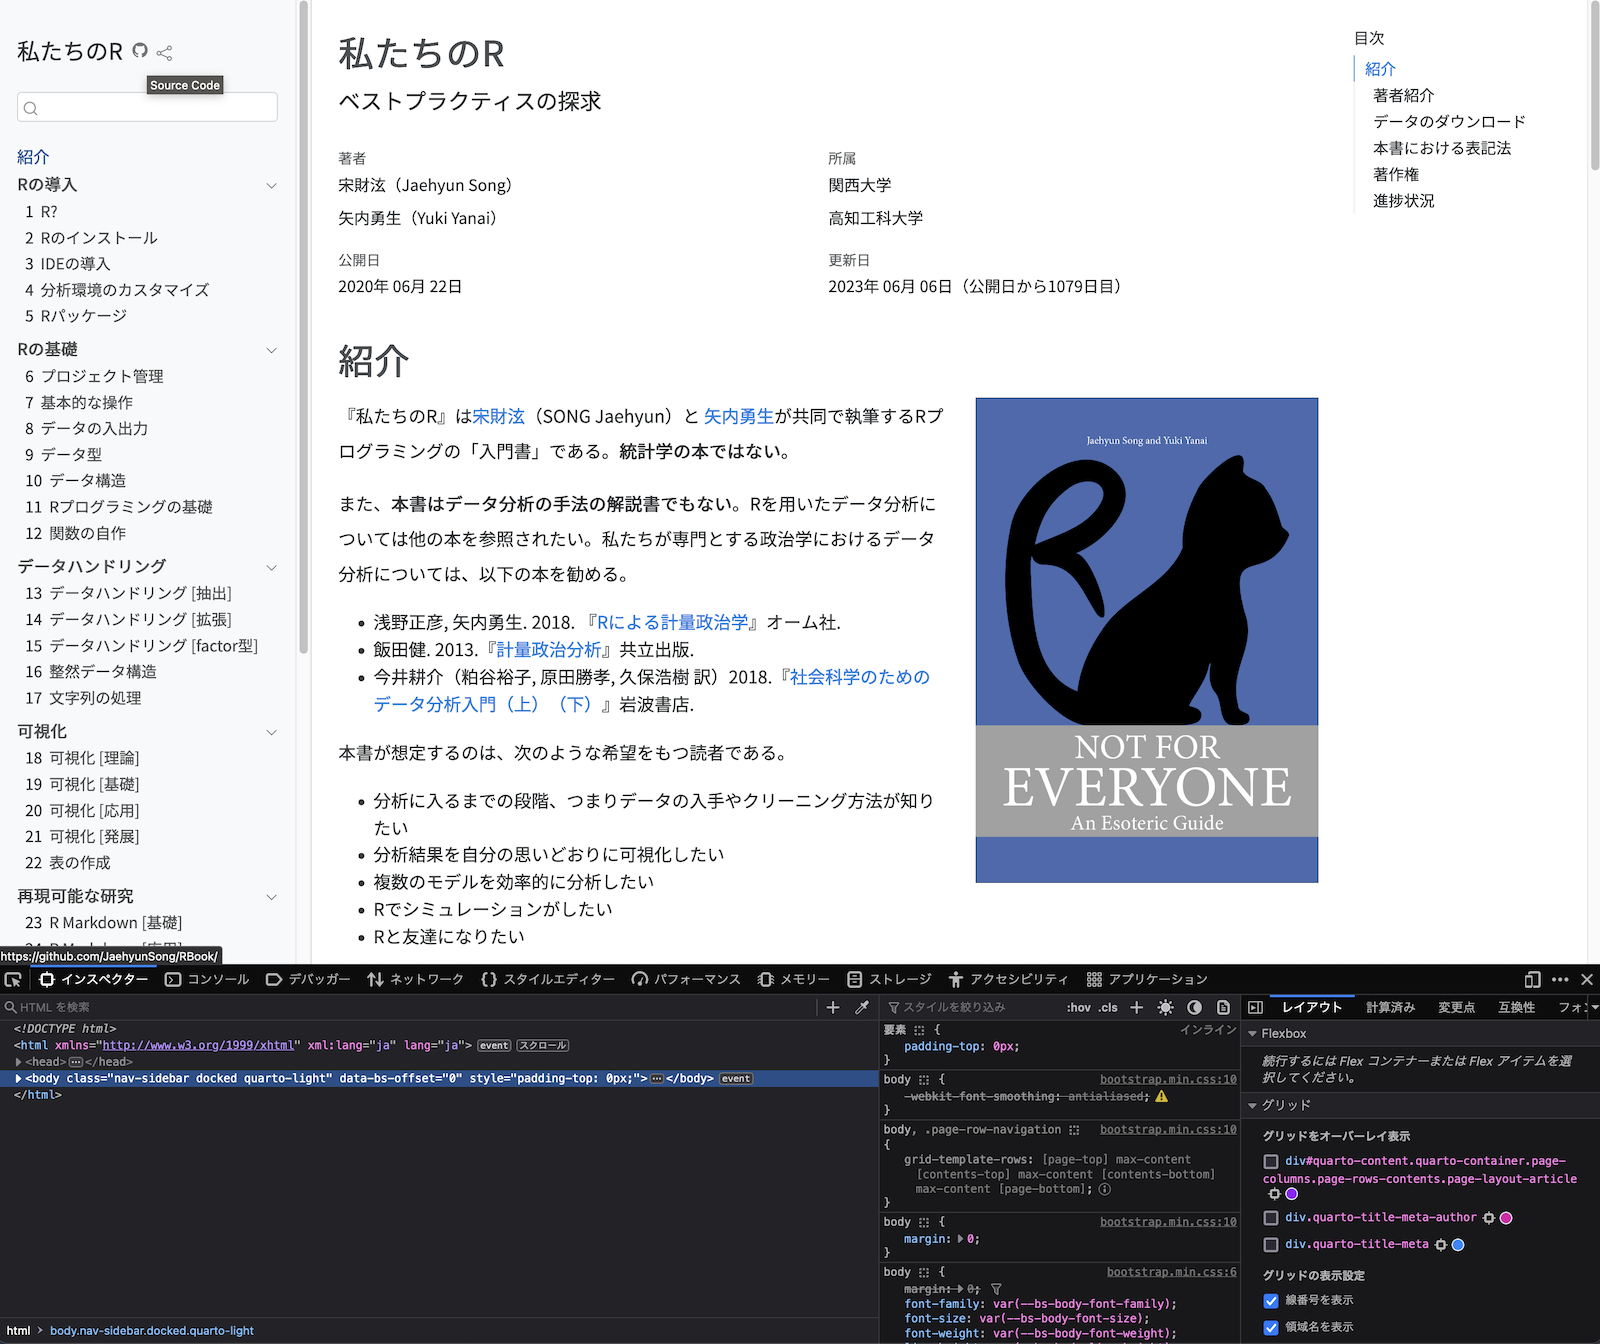 私たちのR
Source Code
紹介
Rの導入
1 R?
2 Rのインストール
3 IDEの導入
4 分析環境のカスタマイズ
5 Rパッケージ
Rの基礎
6 プロジェクト管理
7 基本的な操作
8 データの入出力
9 データ型
10 データ構造
11 Rプログラミングの基礎
12 関数の自作
データハンドリング
13 データハンドリング [抽出]
14 データハンドリング [拡張]
15 データハンドリング [factor型]
16 整然データ構造
17 文字列の処理
可視化
18 可視化 [理論]
19 可視化 [基礎]
20 可視化 [応用]
21 可視化 [発展]
22 表の作成
再現可能な研究
23 R Markdown [基礎]
https://github.com/JaehyunSong/RBook/
私たちのR
ベストプラクティスの探求
著者
宋財泫（Jaehyun Song）
矢内勇生（Yuki Yanai）
所属
関西大学
高知工科大学
公開日
2020年 06月 22日
更新日
2023年 06月 06日（公開日から1079日目）
紹介
『私たちのR』は宋財泫（SONG Jaehyun）と 矢内勇生が共同で執筆するRプ
ログラミングの「入門書」である。統計学の本ではない。
また、本書はデータ分析の手法の解説書でもない。Rを用いたデータ分析に
ついては他の本を参照されたい。私たちが専門とする政治学におけるデータ
分析については、以下の本を勧める。
• 浅野正彦, 矢内勇生. 2018. 『Rによる計量政治学』オーム社.
• 飯田健. 2013.『計量政治分析』共立出版.
• 今井耕介（粕谷裕子, 原田勝孝, 久保浩樹 訳）2018.『社会科学のための
データ分析入門（上）（下）』岩波書店.
本書が想定するのは、次のような希望をもつ読者である。
• 分析に入るまでの段階、つまりデータの入手やクリーニング方法が知り
たい
• 分析結果を自分の思いどおりに可視化したい
• 複数のモデルを効率的に分析したい
• Rでシミュレーションがしたい
• Rと友達になりたい
Jaehyun Song and Yuki Yanai
R
NOT FOR
EVERYONE
An Esoteric Guide
目次
紹介
著者紹介
データのダウンロード
本書における表記法
著作権
進捗状況
インスペクター コンソール デバッガー ネットワーク スタイルエディター パフォーマンス メモリー ストレージ アクセシビリティ アプリケーション
HTML を検索
<!DOCTYPE html>
<html xmlns="http://www.w3.org/1999/xhtml" xml:lang="ja" lang="ja"> event スクロール
<head>⋯</head>
<body class="nav-sidebar docked quarto-light" data-bs-offset="0" style="padding-top: 0px;">⋯</body> event
</html>
html > body.nav-sidebar.docked.quarto-light
スタイルを絞り込み :hov .cls
要素 { インライン
padding-top: 0px;
}
body { bootstrap.min.css:10
-webkit-font-smoothing: antialiased;
}
body, .page-row-navigation bootstrap.min.css:10
{
grid-template-rows: [page-top] max-content
[contents-top] max-content [contents-bottom]
max-content [page-bottom];
}
body { bootstrap.min.css:10
margin: 0;
}
body { bootstrap.min.css:6
margin: 0;
font-family: var(--bs-body-font-family);
font-size: var(--bs-body-font-size);
font-weight: var(--bs-body-font-weight);
レイアウト 計算済み 変更点 互換性 フォ
Flexbox
続行するには Flex コンテナーまたは Flex アイテムを選
択してください。
グリッド
グリッドをオーバーレイ表示
div#quarto-content.quarto-container.page-
columns.page-rows-contents.page-layout-article
div.quarto-title-meta-author
div.quarto-title-meta
グリッドの表示設定
線番号を表示
領域名を表示